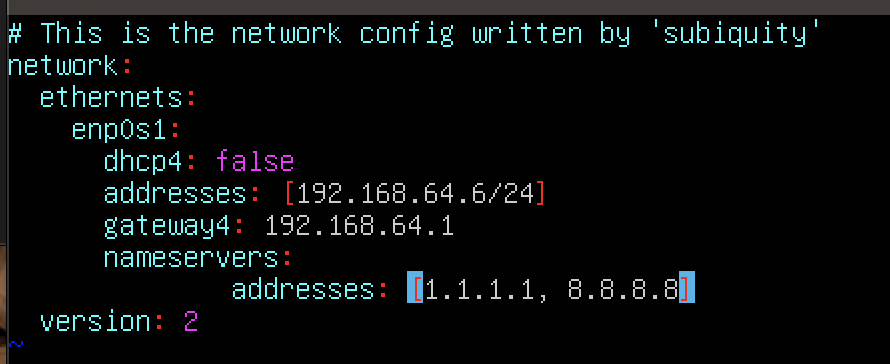 # This is the network config written by 'subiquity'
network:
  ethernets:
    enp0s1:
      dhcp4: false
      addresses: [192.168.64.6/24]
      gateway4: 192.168.64.1
      nameservers:
              addresses: [1.1.1.1, 8.8.8.8]
  version: 2
~